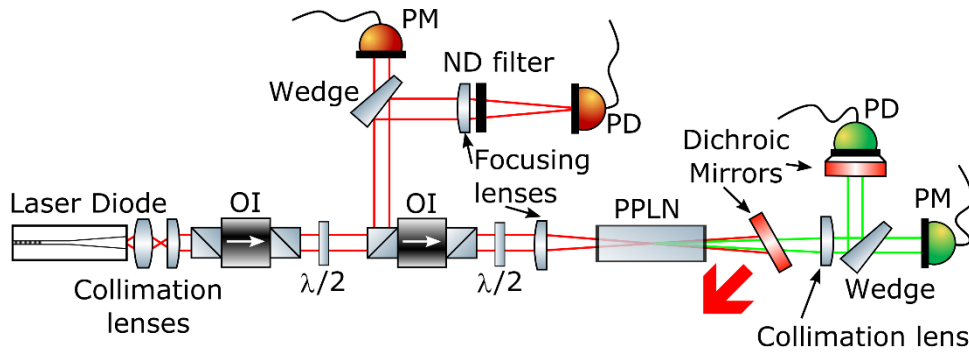 PM
ND filter
Wedge
PD
Focusing
lenses
PD
Dichroic
Mirrors
Laser Diode
OI
OI
PPLN
PM
λ/2
λ/2
Collimation
lenses
Wedge
Collimation lens